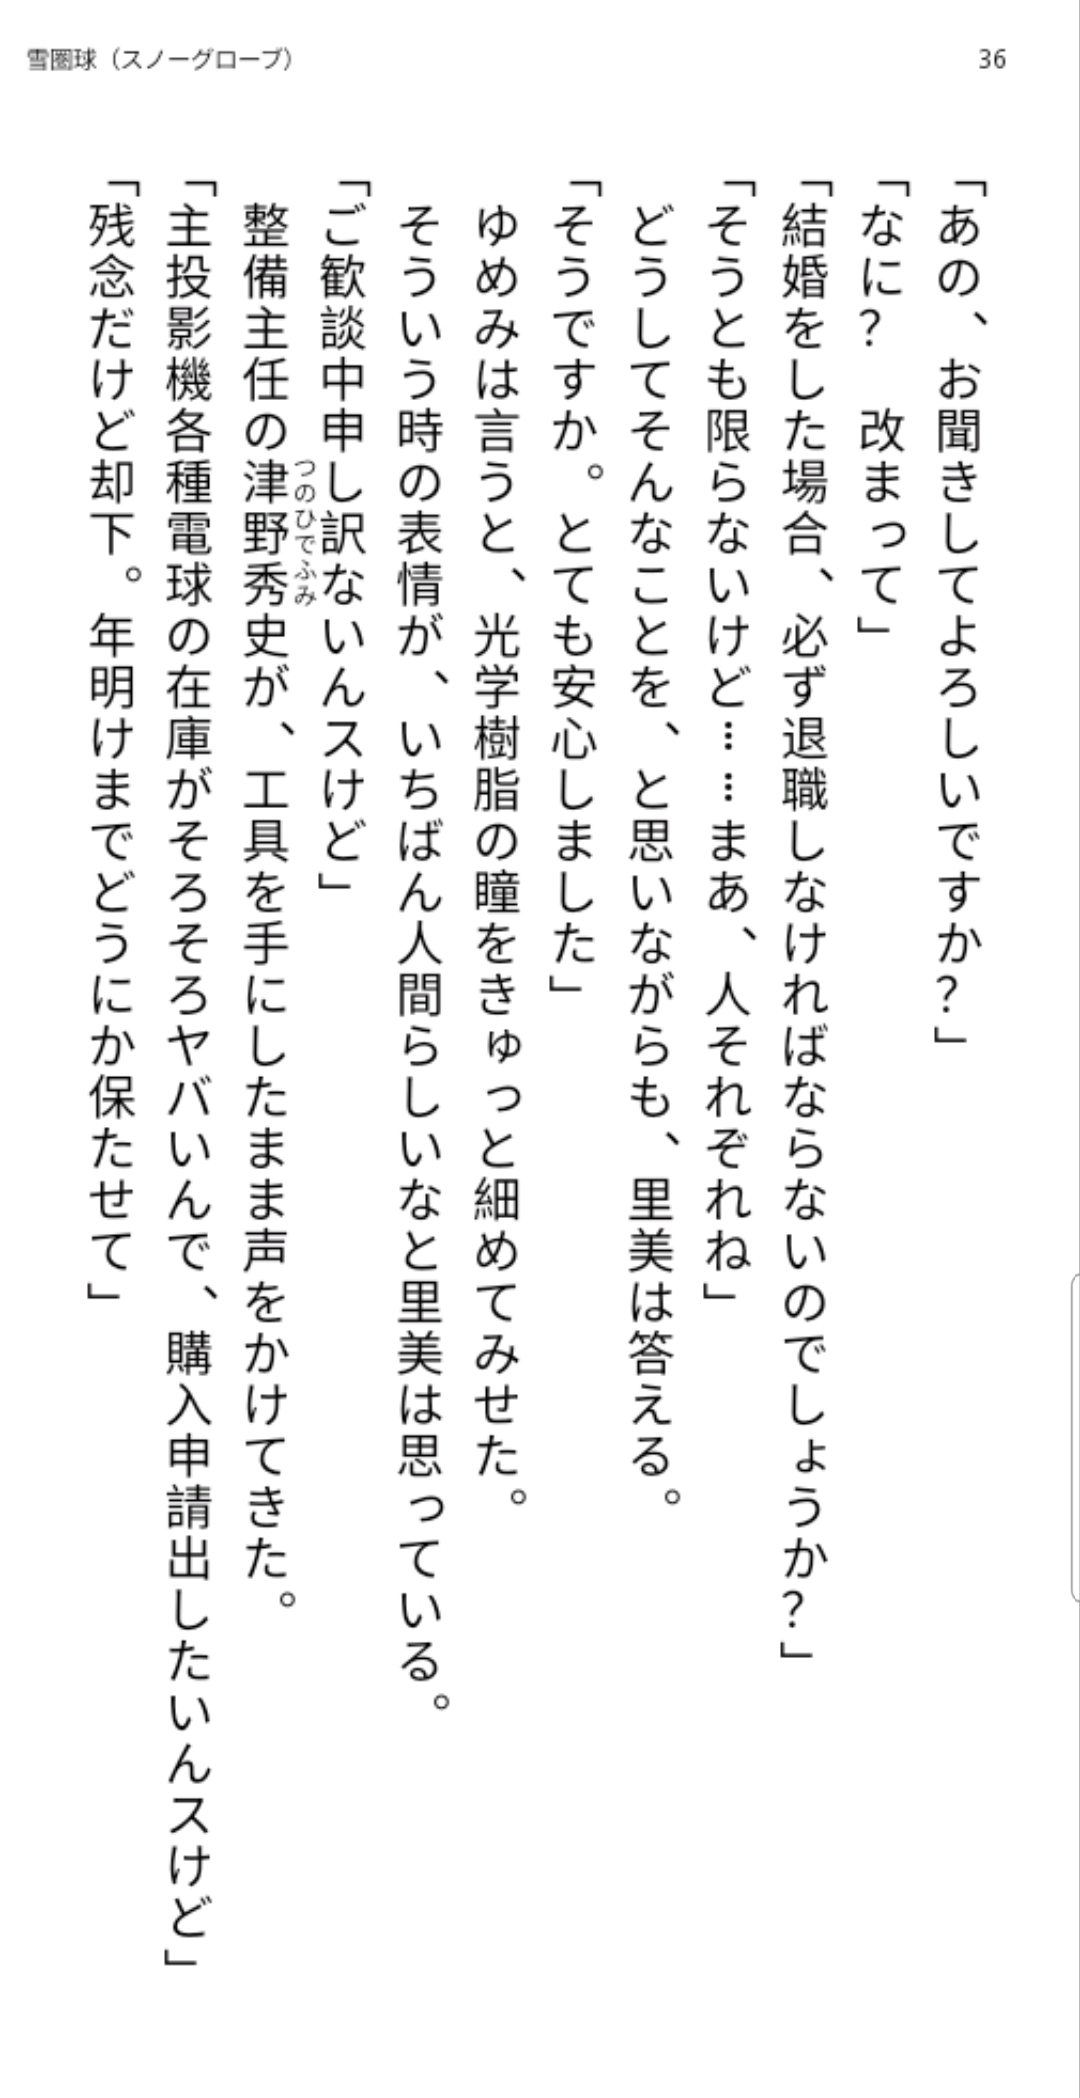 雪圏球（スノーグローブ）
36
「あの、お聞きしてよろしいですか？」
「なに？　改まって」
「結婚をした場合、必ず退職しなければならないのでしょうか？」
「そうとも限らないけど……まあ、人それぞれね」
どうしてそんなことを、と思いながらも、里美は答える。
「そうですか。とても安心しました」
ゆめみは言うと、光学樹脂の瞳をきゅっと細めてみせた。
そういう時の表情が、いちばん人間らしいなと里美は思っている。
「ご歓談中申し訳ないんスけど」
つのひでふみ
整備主任の津野秀史が、工具を手にしたまま声をかけてきた。
「主投影機各種電球の在庫がそろそろヤバいんで、購入申請出したいんスけど」
「残念だけど却下。年明けまでどうにか保たせて」